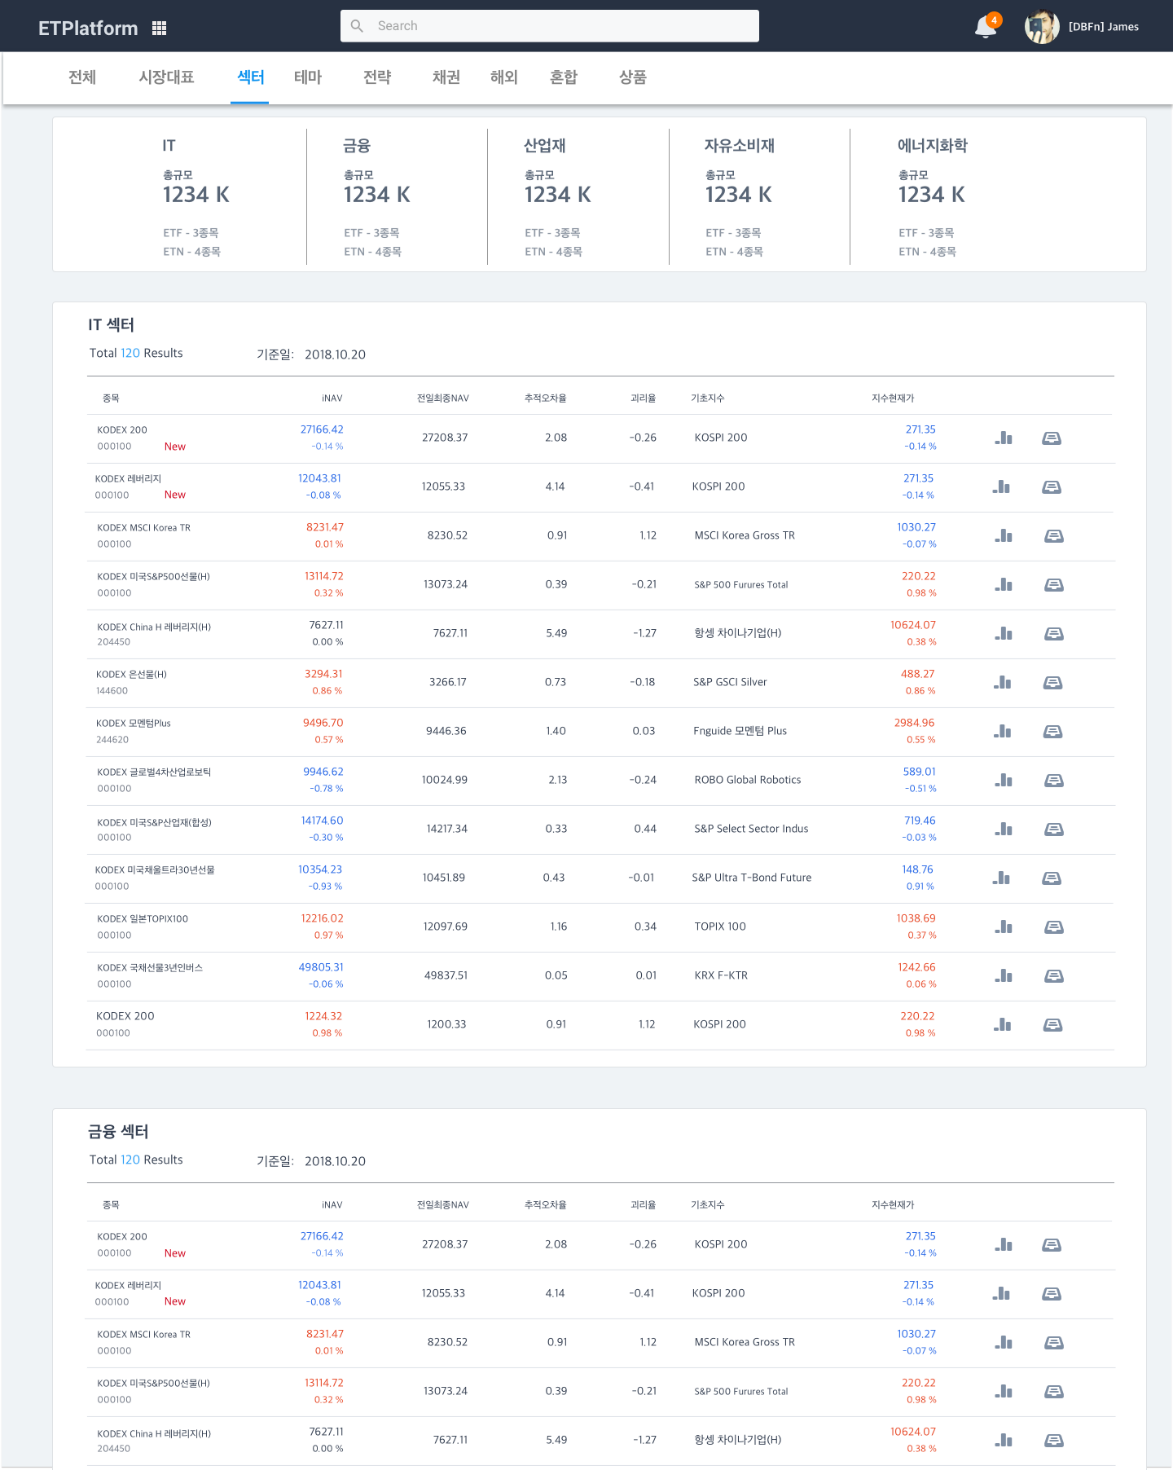 ETPlatform
Search
4
[DBFn] James
전체 시장대표 섹터 테마 전략 채권 해외 혼합 상품
IT 금융 산업재 자유소비재 에너지화학
총규모 총규모 총규모 총규모 총규모
1234 K 1234 K 1234 K 1234 K 1234 K
ETF - 3종목 ETF - 3종목 ETF - 3종목 ETF - 3종목 ETF - 3종목
ETN - 4종목 ETN - 4종목 ETN - 4종목 ETN - 4종목 ETN - 4종목
IT 섹터
Total 120 Results 기준일: 2018.10.20
종목 iNAV 전일최종NAV 추적오차율 괴리율 기초지수 지수현재가
KODEX 200 27166.42 27208.37 2.08 -0.26 KOSPI 200 271.35
000100 New -0.14 % -0.14 %
KODEX 레버리지 12043.81 12055.33 4.14 -0.41 KOSPI 200 271.35
000100 New -0.08 % -0.14 %
KODEX MSCI Korea TR 8231.47 8230.52 0.91 1.12 MSCI Korea Gross TR 1030.27
000100 0.01 % -0.07 %
KODEX 미국S&P500선물(H) 13114.72 13073.24 0.39 -0.21 S&P 500 Furures Total 220.22
000100 0.32 % 0.98 %
KODEX China H 레버리지(H) 7627.11 7627.11 5.49 -1.27 항셍 차이나기업(H) 10624.07
204450 0.00 % 0.38 %
KODEX 은선물(H) 3294.31 3266.17 0.73 -0.18 S&P GSCI Silver 488.27
144600 0.86 % 0.86 %
KODEX 모멘텀Plus 9496.70 9446.36 1.40 0.03 Fnguide 모멘텀 Plus 2984.96
244620 0.57 % 0.55 %
KODEX 글로벌4차산업로보틱 9946.62 10024.99 2.13 -0.24 ROBO Global Robotics 589.01
000100 -0.78 % -0.51 %
KODEX 미국S&P산업재(합성) 14174.60 14217.34 0.33 0.44 S&P Select Sector Indus 719.46
000100 -0.30 % -0.03 %
KODEX 미국채울트라30년선물 10354.23 10451.89 0.43 -0.01 S&P Ultra T-Bond Future 148.76
000100 -0.93 % 0.91 %
KODEX 일본TOPIX100 12216.02 12097.69 1.16 0.34 TOPIX 100 1038.69
000100 0.97 % 0.37 %
KODEX 국채선물3년인버스 49805.31 49837.51 0.05 0.01 KRX F-KTR 1242.66
000100 -0.06 % 0.06 %
KODEX 200 1224.32 1200.33 0.91 1.12 KOSPI 200 220.22
000100 0.98 % 0.98 %
금융 섹터
Total 120 Results 기준일: 2018.10.20
종목 iNAV 전일최종NAV 추적오차율 괴리율 기초지수 지수현재가
KODEX 200 27166.42 27208.37 2.08 -0.26 KOSPI 200 271.35
000100 New -0.14 % -0.14 %
KODEX 레버리지 12043.81 12055.33 4.14 -0.41 KOSPI 200 271.35
000100 New -0.08 % -0.14 %
KODEX MSCI Korea TR 8231.47 8230.52 0.91 1.12 MSCI Korea Gross TR 1030.27
000100 0.01 % -0.07 %
KODEX 미국S&P500선물(H) 13114.72 13073.24 0.39 -0.21 S&P 500 Furures Total 220.22
000100 0.32 % 0.98 %
KODEX China H 레버리지(H) 7627.11 7627.11 5.49 -1.27 항셍 차이나기업(H) 10624.07
204450 0.00 % 0.38 %